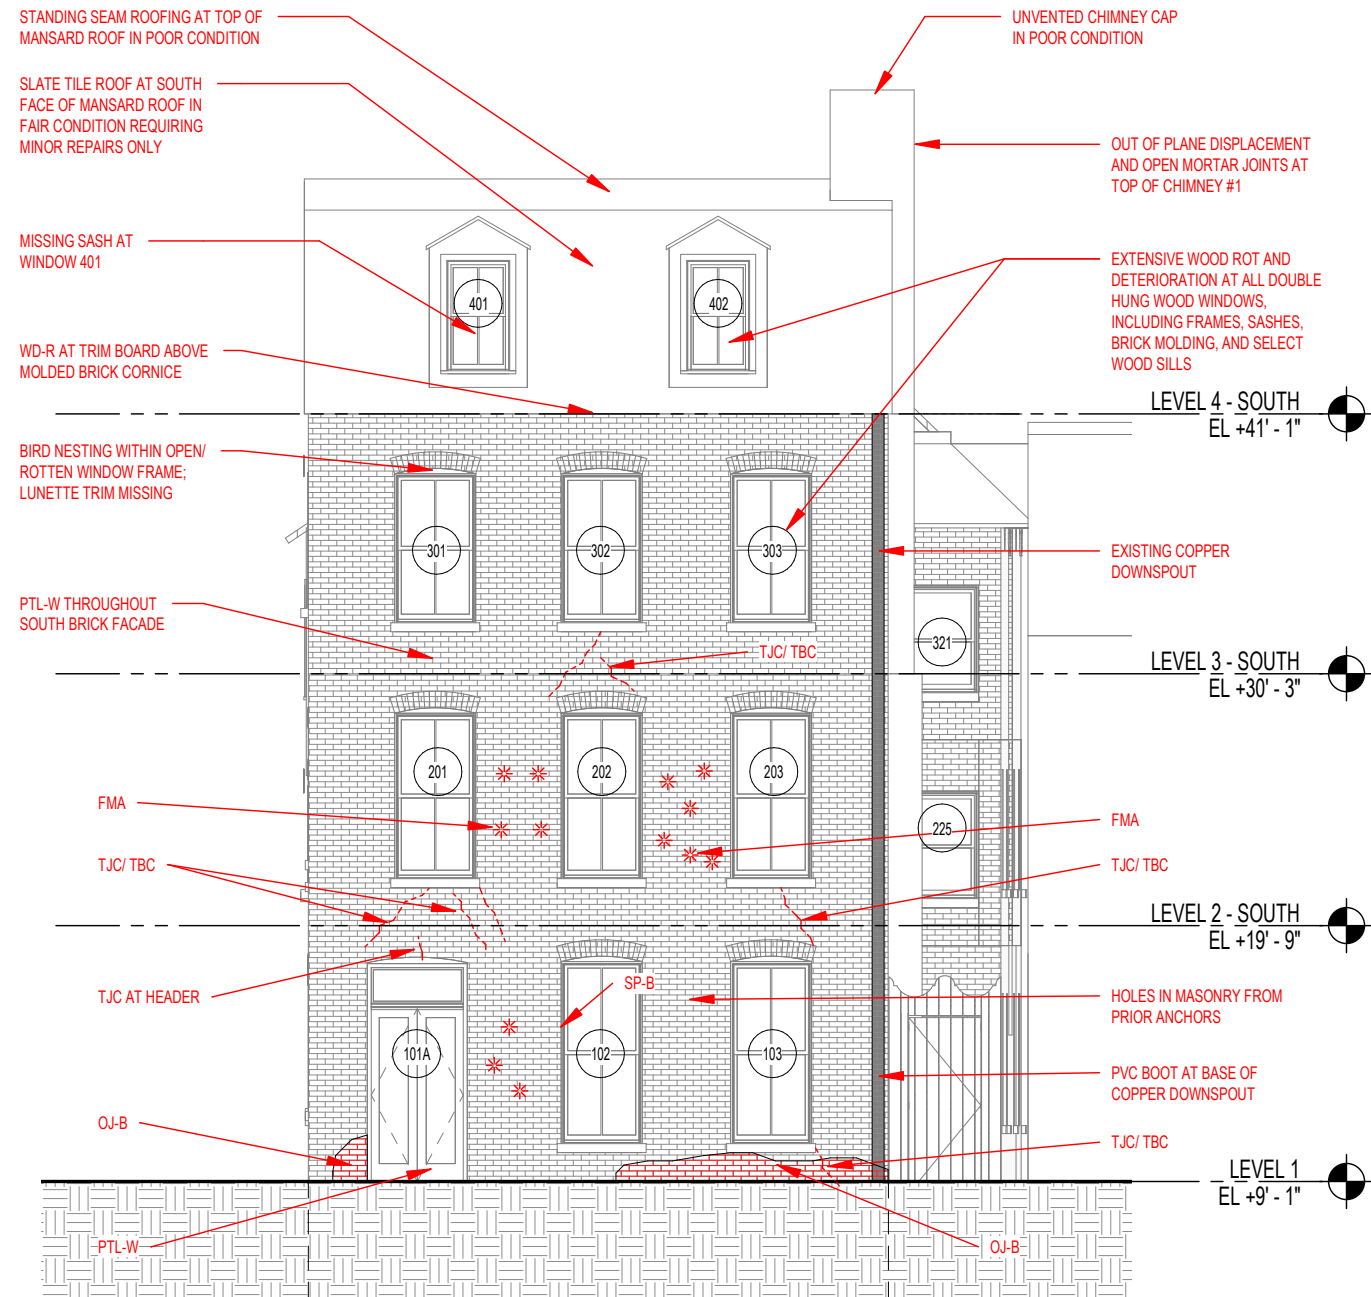 STANDING SEAM ROOFING AT TOP OF
MANSARD ROOF IN POOR CONDITION
UNVENTED CHIMNEY CAP
IN POOR CONDITION
SLATE TILE ROOF AT SOUTH
FACE OF MANSARD ROOF IN
FAIR CONDITION REQUIRING
MINOR REPAIRS ONLY
OUT OF PLANE DISPLACEMENT
AND OPEN MORTAR JOINTS AT
TOP OF CHIMNEY #1
MISSING SASH AT
WINDOW 401
401
402
EXTENSIVE WOOD ROT AND
DETERIORATION AT ALL DOUBLE
HUNG WOOD WINDOWS,
INCLUDING FRAMES, SASHES,
BRICK MOLDING, AND SELECT
WOOD SILLS
WD-R AT TRIM BOARD ABOVE
MOLDED BRICK CORNICE
LEVEL 4 - SOUTH
EL +41' - 1"
BIRD NESTING WITHIN OPEN/
ROTTEN WINDOW FRAME;
LUNETTE TRIM MISSING
301
302
303
EXISTING COPPER
DOWNSPOUT
PTL-W THROUGHOUT
SOUTH BRICK FACADE
321
TJC/ TBC
LEVEL 3 - SOUTH
EL +30' - 3"
201
202
203
FMA
225
FMA
TJC/ TBC
TJC/ TBC
LEVEL 2 - SOUTH
EL +19' - 9"
TJC AT HEADER
SP-B
HOLES IN MASONRY FROM
PRIOR ANCHORS
101A
102
103
PVC BOOT AT BASE OF
COPPER DOWNSPOUT
OJ-B
TJC/ TBC
LEVEL 1
EL +9' - 1"
PTL-W
OJ-B